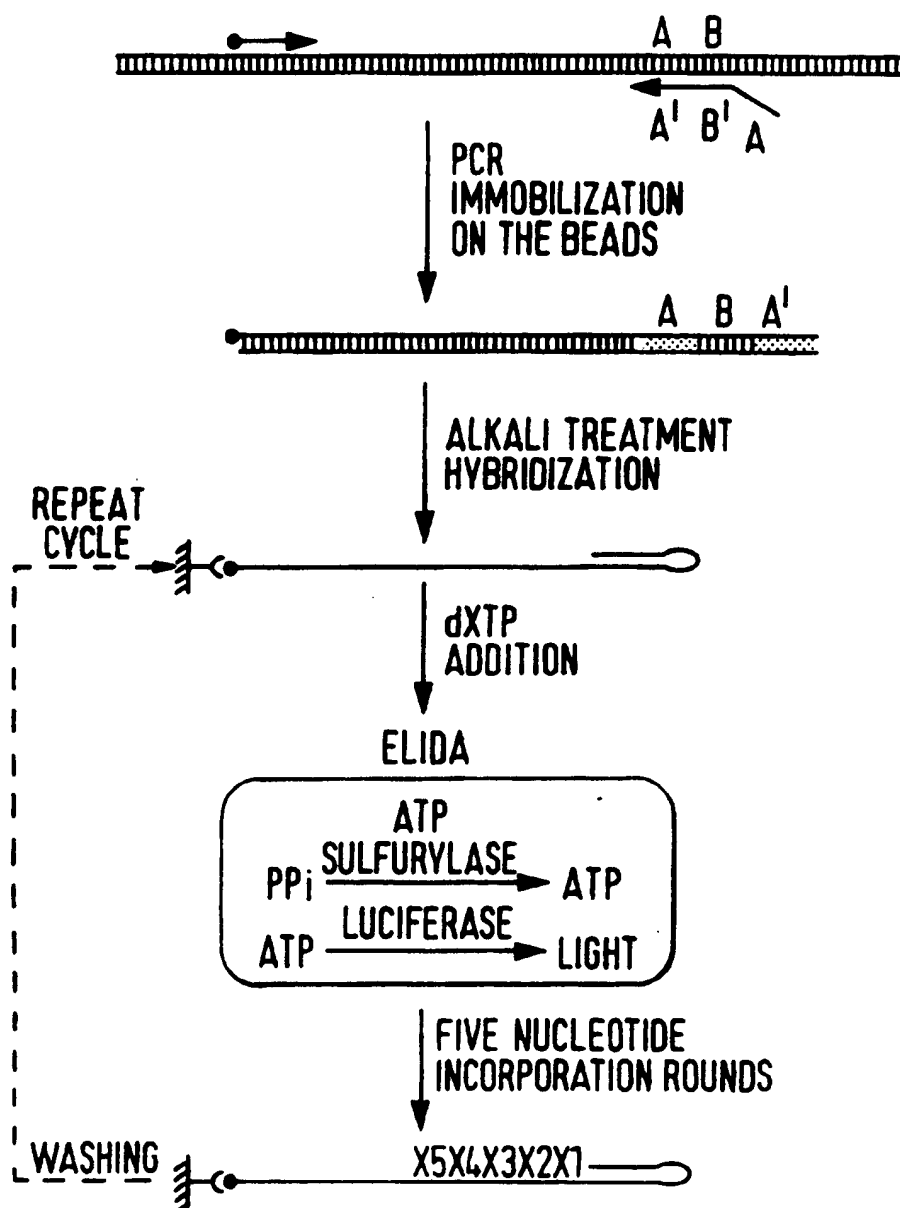 A B
A' B' A
PCR
IMMOBILIZATION
ON THE BEADS
A B A'
ALKALI TREATMENT
HYBRIDIZATION
REPEAT
CYCLE
dXTP
ADDITION
ELIDA
ATP
SULFURYLASE
PPi ATP
LUCIFERASE
ATP LIGHT
FIVE NUCLEOTIDE
INCORPORATION ROUNDS
WASHING
X5X4X3X2X1